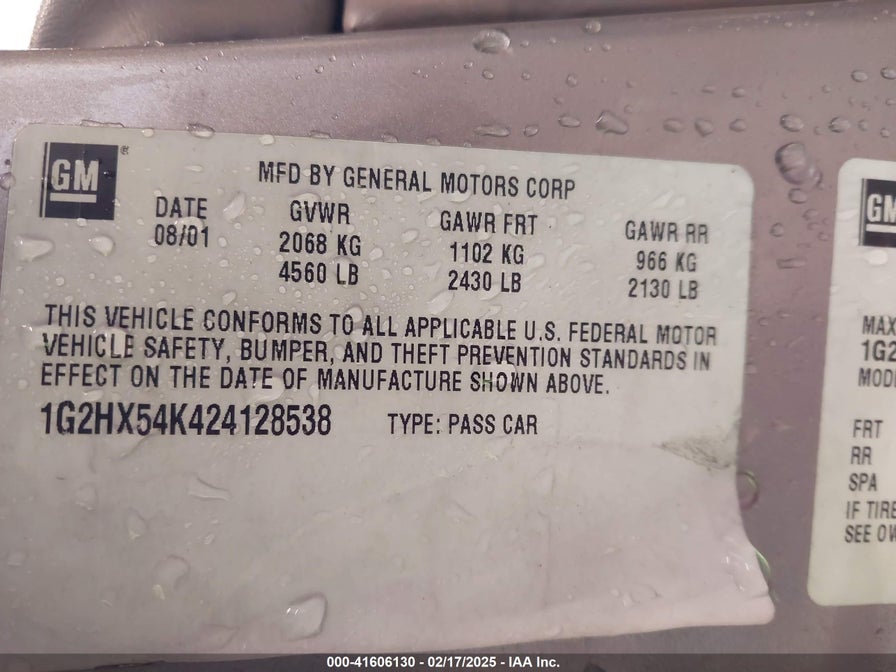 GM®
MFD BY GENERAL MOTORS CORP
DATE GVWR GAWR FRT GAWR RR
08/01 2068 KG 1102 KG 966 KG
4560 LB 2430 LB 2130 LB
THIS VEHICLE CONFORMS TO ALL APPLICABLE U.S. FEDERAL MOTOR
VEHICLE SAFETY, BUMPER, AND THEFT PREVENTION STANDARDS IN
EFFECT ON THE DATE OF MANUFACTURE SHOWN ABOVE.
1G2HX54K424128538 TYPE: PASS CAR
GM
MAX
1G2
MOD
FRT
RR
SPA
IF TIRE
SEE OW
000-41606130 - 02/17/2025 - IAA Inc.